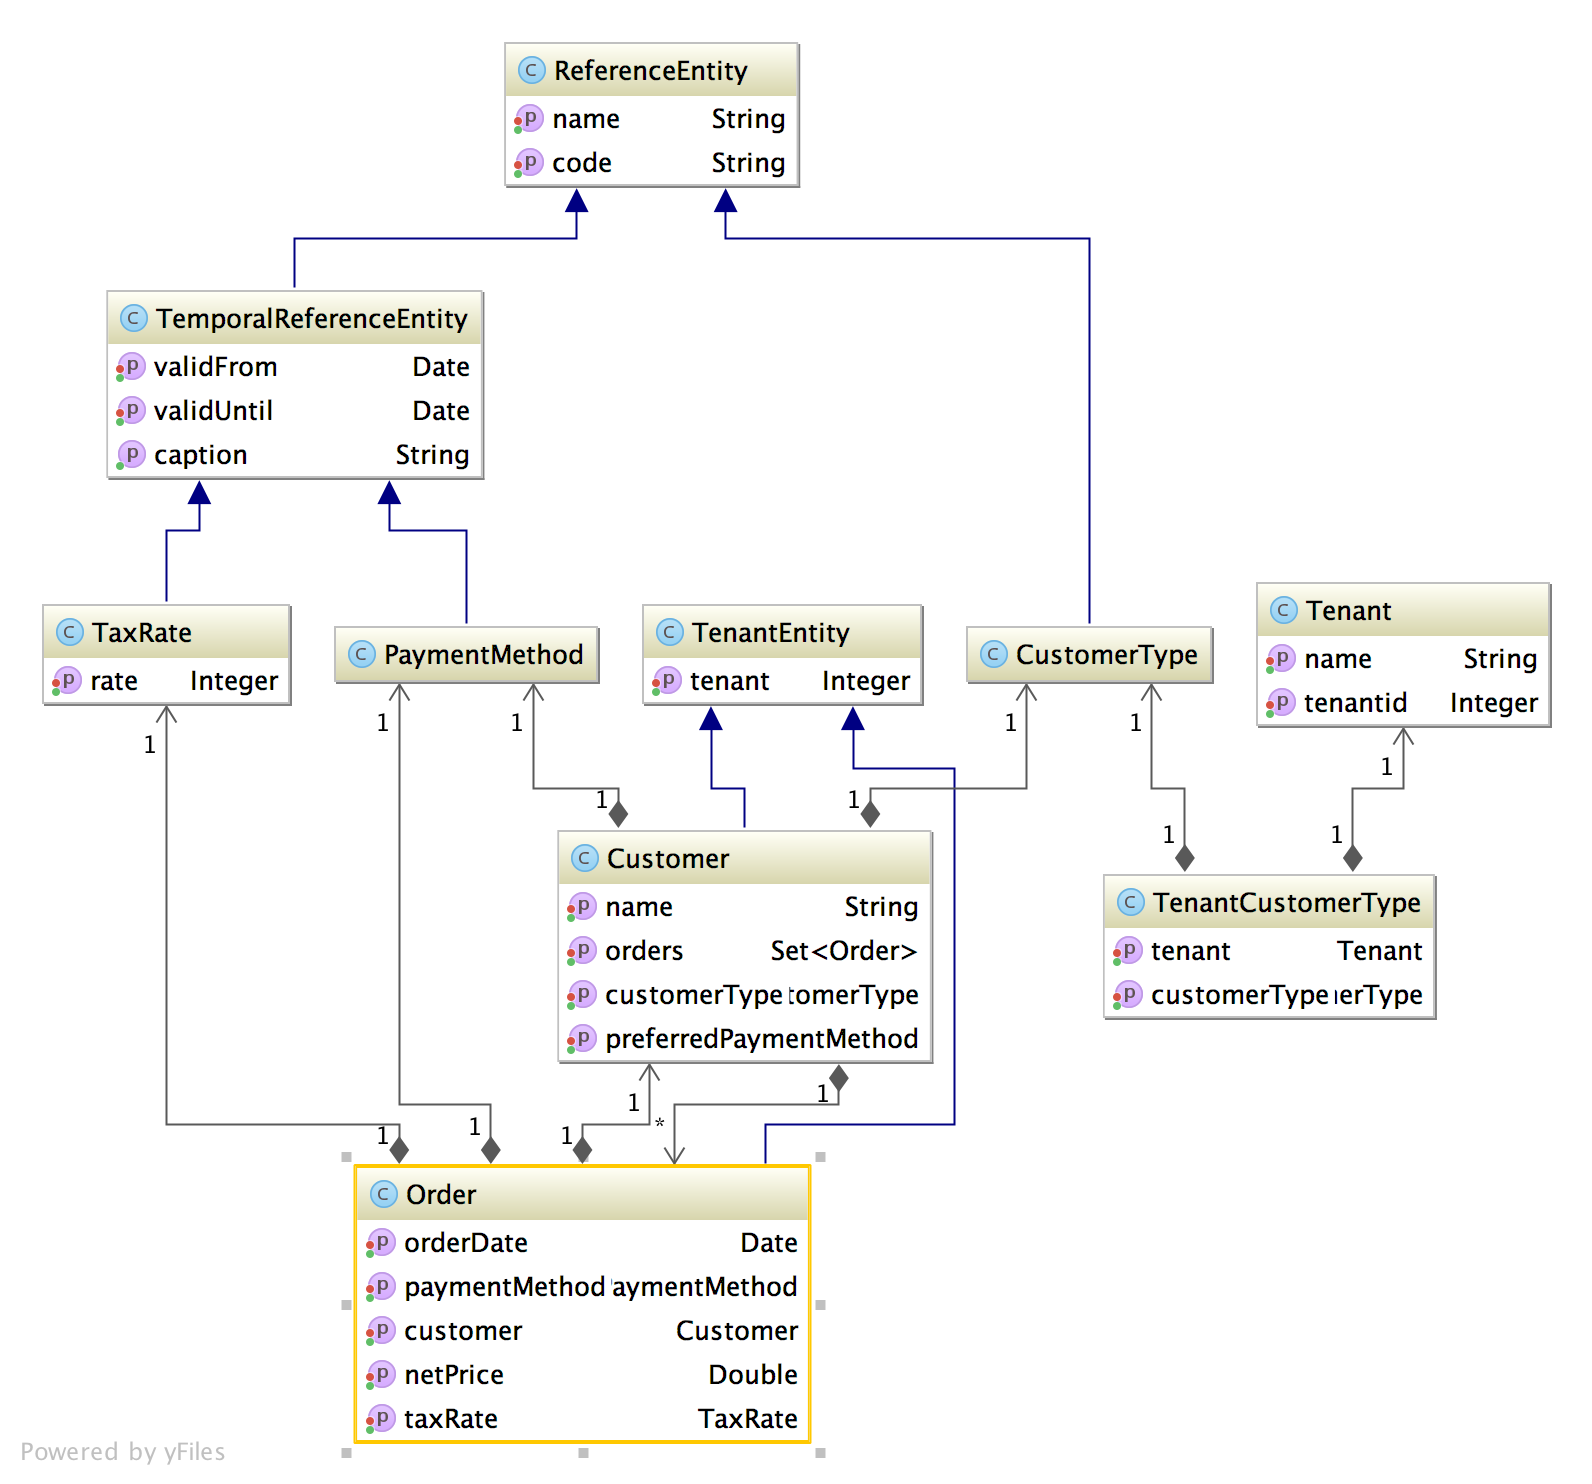 C ReferenceEntity
p name String
p code String
C TemporalReferenceEntity
p validFrom Date
p validUntil Date
p caption String
C TaxRate
p rate Integer
C PaymentMethod
C TenantEntity
p tenant Integer
C CustomerType
C Tenant
p name String
p tenantid Integer
1
1
1
1
1
1
1
1
1
1
C Customer
p name String
p orders Set<Order>
p customerType tomerType
p preferredPaymentMethod
C TenantCustomerType
p tenant Tenant
p customerType erType
1
1
1
*
1
1
1
C Order
p orderDate Date
p paymentMethod aymentMethod
p customer Customer
p netPrice Double
p taxRate TaxRate
Powered by yFiles